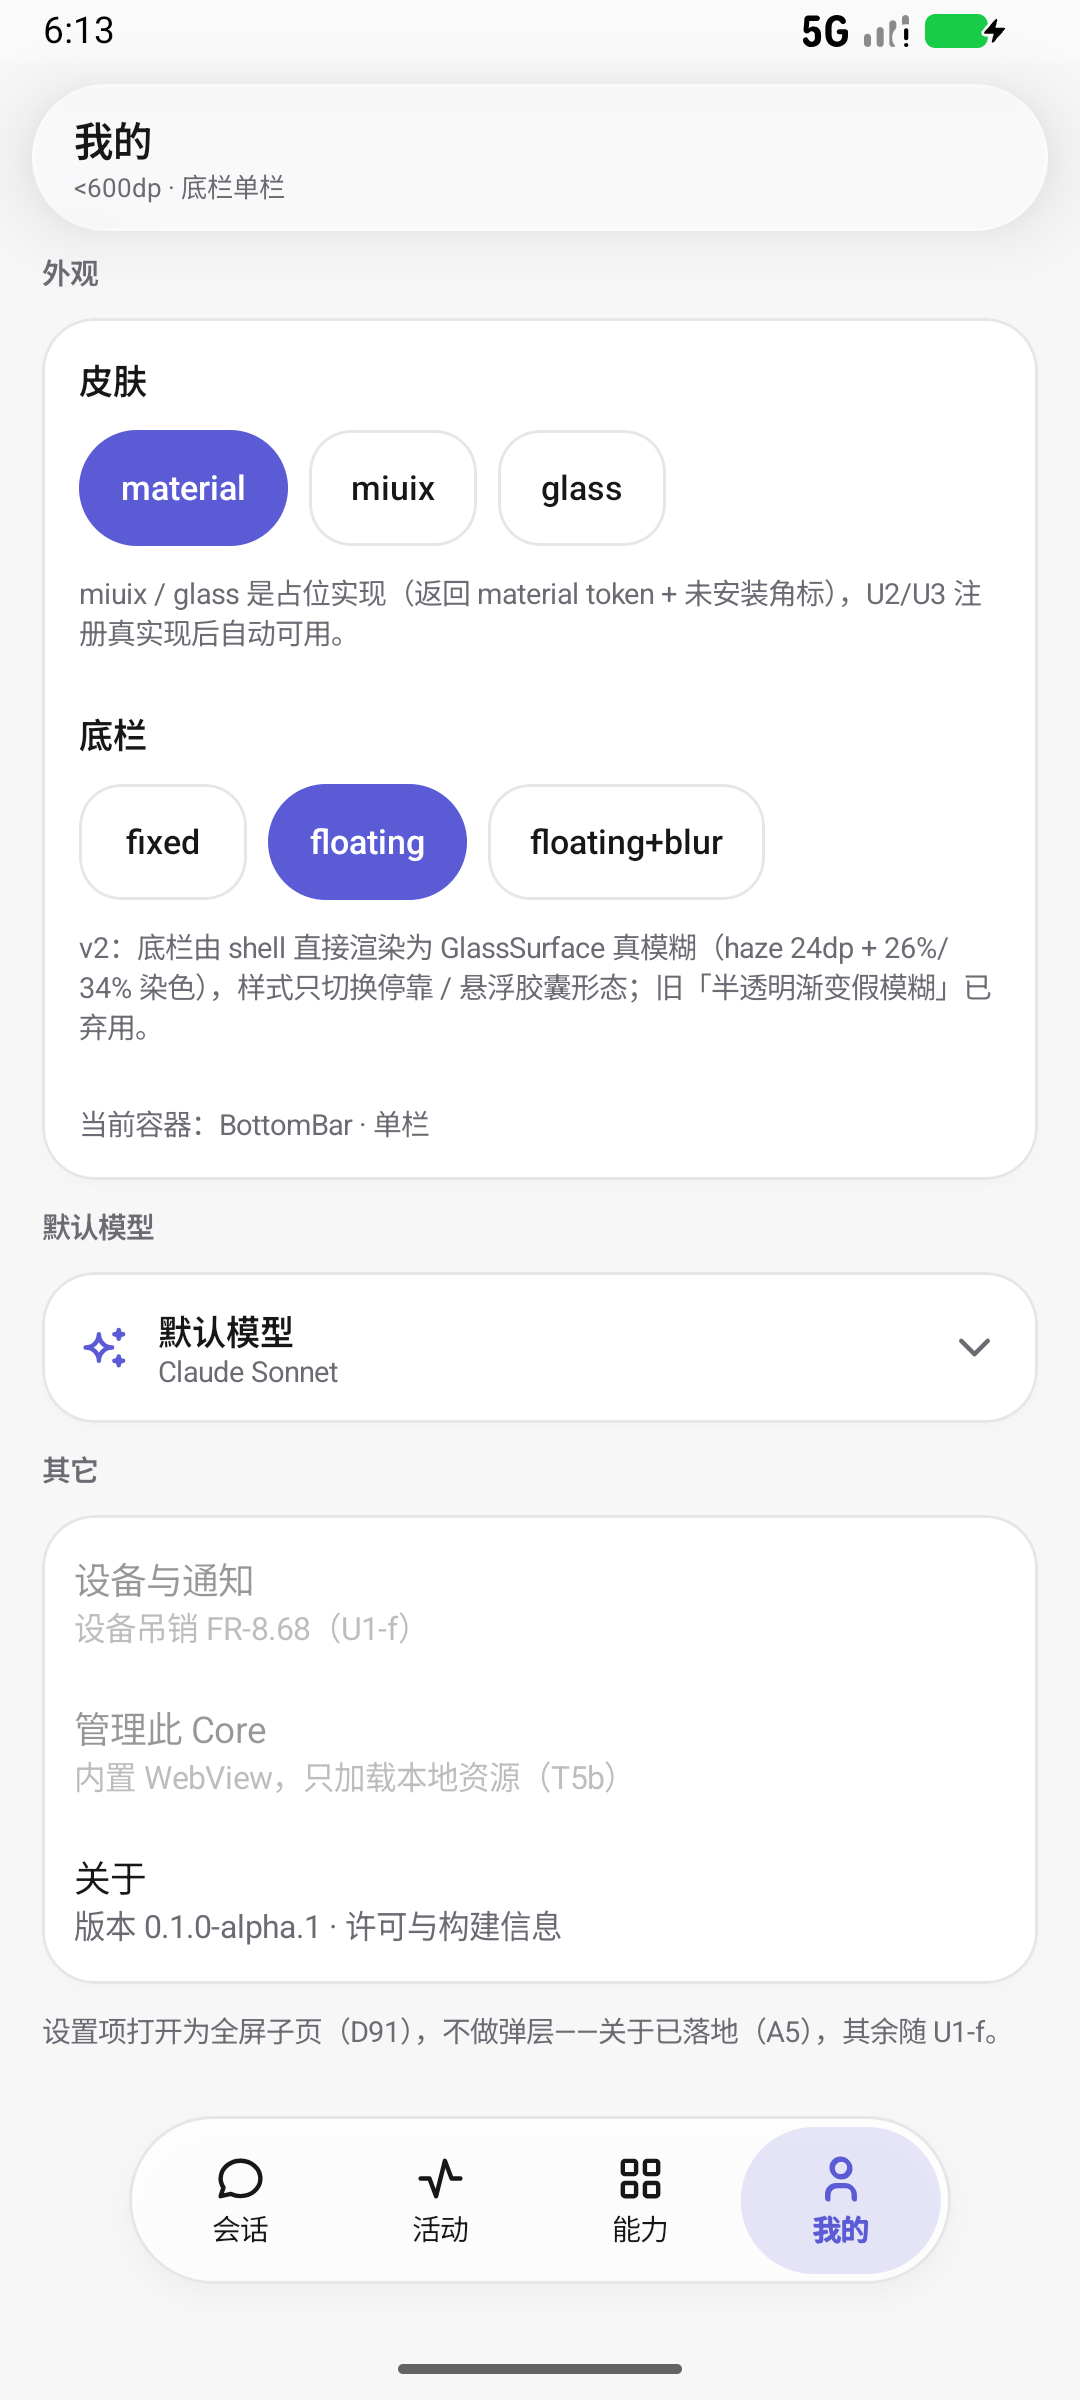 6:13
5G
我的
<600dp · 底栏单栏
外观
皮肤
material
miuix
glass
miuix / glass 是占位实现（返回 material token + 未安装角标），U2/U3 注
册真实现后自动可用。
底栏
fixed
floating
floating+blur
v2：底栏由 shell 直接渲染为 GlassSurface 真模糊（haze 24dp + 26%/
34% 染色），样式只切换停靠 / 悬浮胶囊形态；旧「半透明渐变假模糊」已
弃用。
当前容器：BottomBar · 单栏
默认模型
默认模型
Claude Sonnet
其它
设备与通知
设备吊销 FR-8.68（U1-f）
管理此 Core
内置 WebView，只加载本地资源（T5b）
关于
版本 0.1.0-alpha.1 · 许可与构建信息
设置项打开为全屏子页（D91），不做弹层——关于已落地（A5），其余随 U1-f。
会话
活动
能力
我的